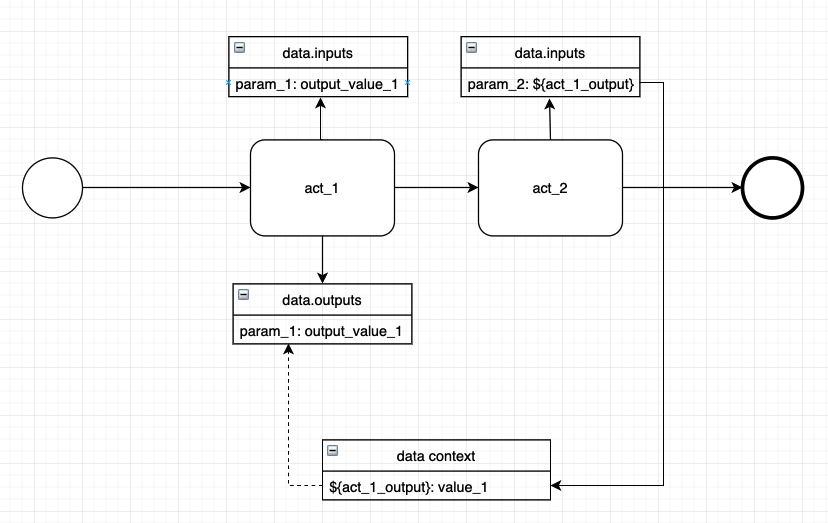 data.inputs
param_1: output_value_1
data.inputs
param_2: ${act_1_output}
act_1
act_2
data.outputs
param_1: output_value_1
data context
${act_1_output}: value_1